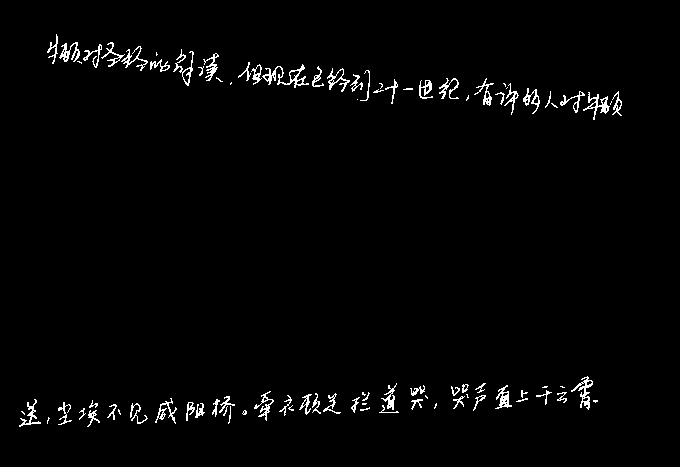 牛顿对圣经的解读,但现在已经到二十一世纪,有许多人对牛顿
送,尘埃不见咸阳桥。牵衣顿足拦道哭,哭声直上干云霄